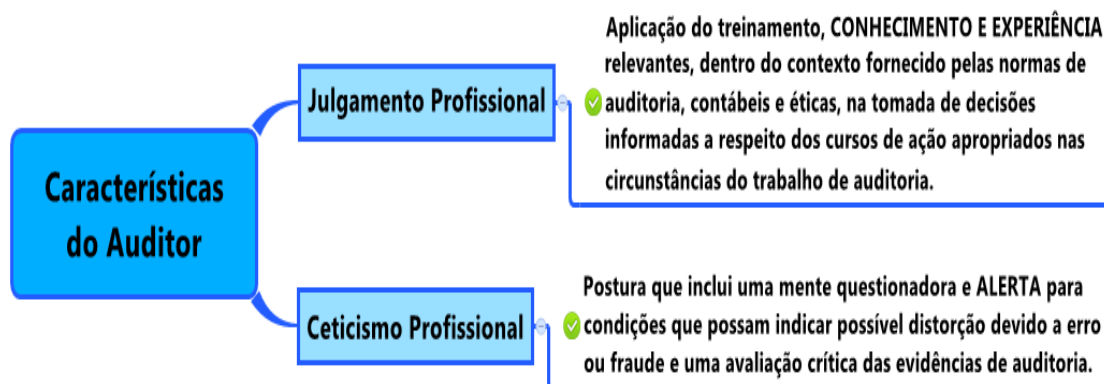 Características
do Auditor
Julgamento Profissional
Aplicação do treinamento, CONHECIMENTO E EXPERIÊNCIA
relevantes, dentro do contexto fornecido pelas normas de
auditoria, contábeis e éticas, na tomada de decisões
informadas a respeito dos cursos de ação apropriados nas
circunstâncias do trabalho de auditoria.
Ceticismo Profissional
Postura que inclui uma mente questionadora e ALERTA para
condições que possam indicar possível distorção devido a erro
ou fraude e uma avaliação crítica das evidências de auditoria.